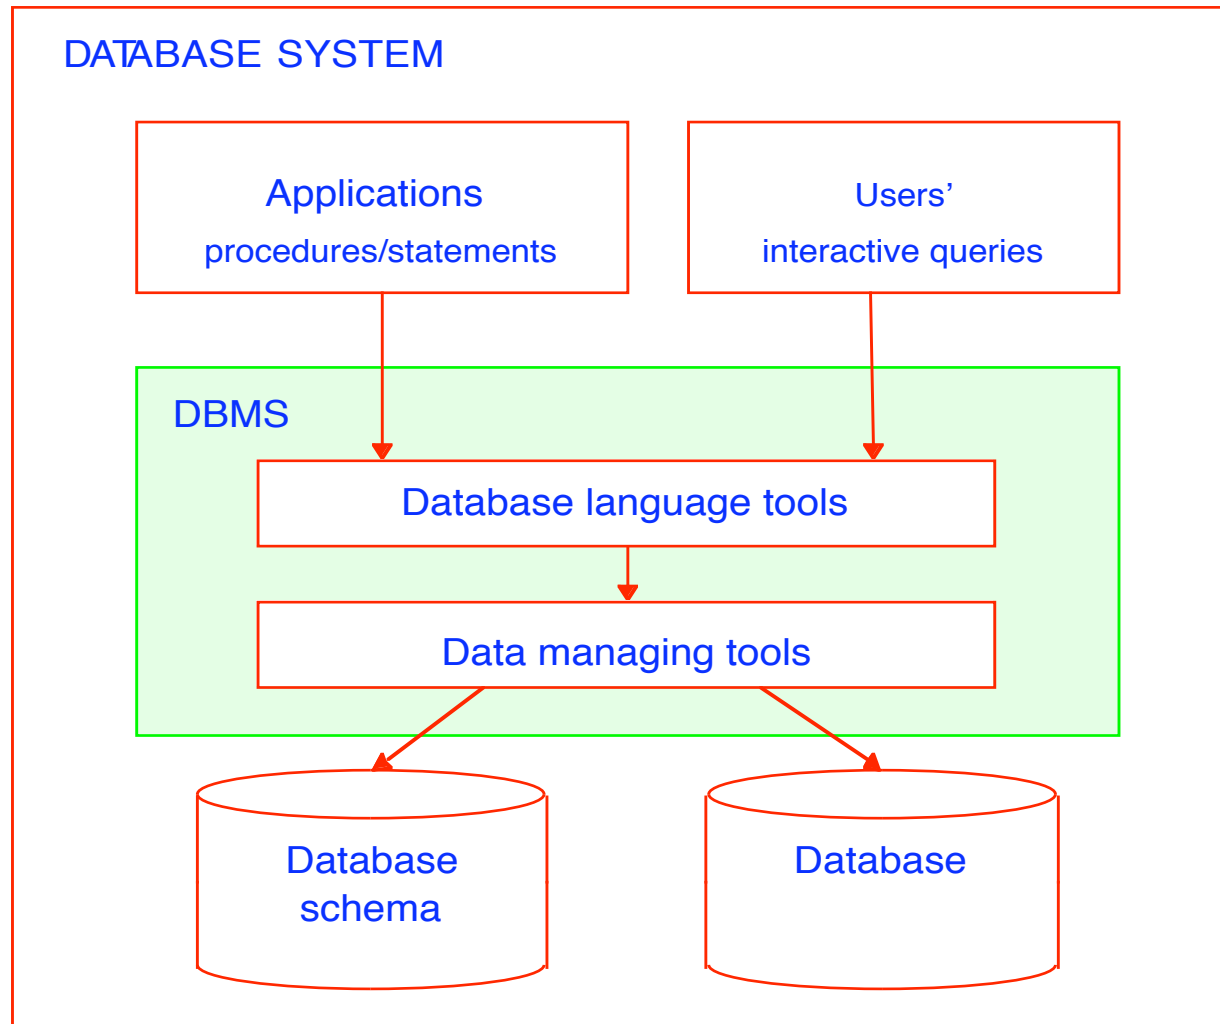 DATABASE SYSTEM
Applications
procedures/statements
Users’
interactive queries
DBMS
Database language tools
Data managing tools
Database
schema
Database